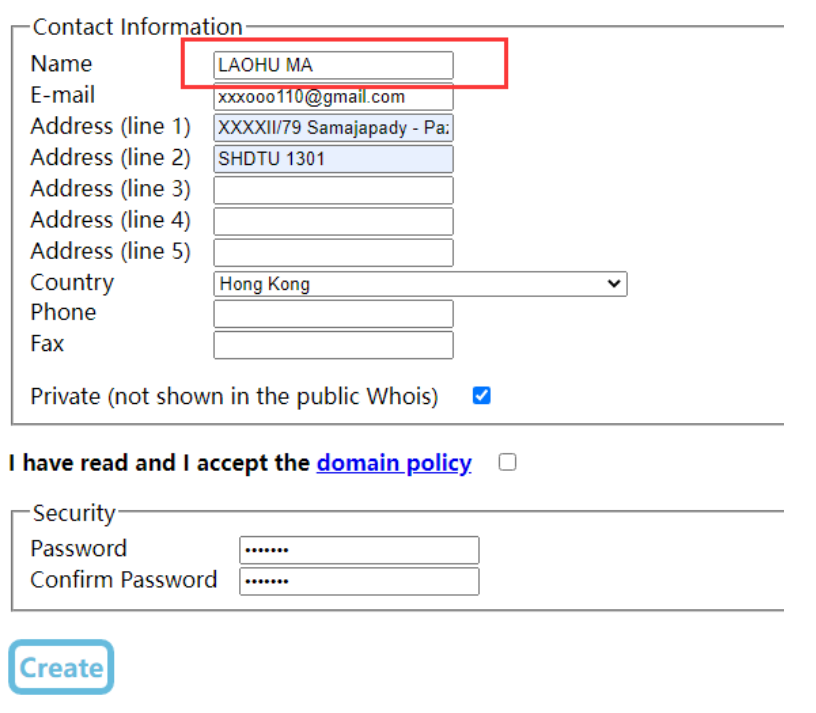 Contact Information
Name LAOHU MA
E-mail xxxooo110@gmail.com
Address (line 1) XXXXII/79 Samajapady - Pa
Address (line 2) SHDTU 1301
Address (line 3)
Address (line 4)
Address (line 5)
Country Hong Kong
Phone
Fax
Private (not shown in the public Whois)
I have read and I accept the domain policy
Security
Password •••••••
Confirm Password •••••••
Create